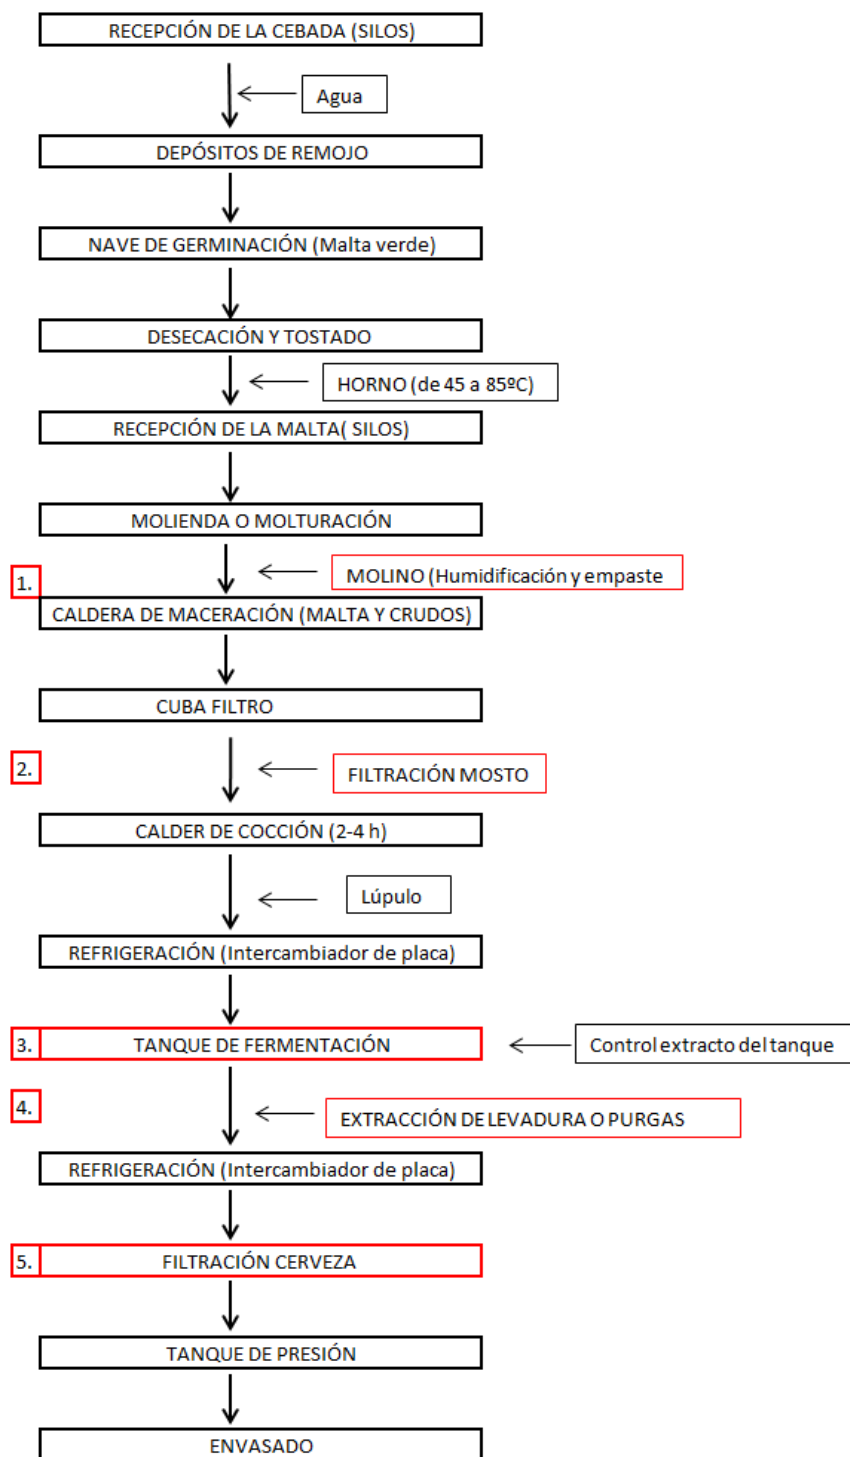 RECEPCIÓN DE LA CEBADA (SILOS)
Agua
DEPÓSITOS DE REMOJO
NAVE DE GERMINACIÓN (Malta verde)
DESECACIÓN Y TOSTADO
HORNO (de 45 a 85ºC)
RECEPCIÓN DE LA MALTA( SILOS)
MOLIENDA O MOLTURACIÓN
1.
MOLINO (Humidificación y empaste
CALDERA DE MACERACIÓN (MALTA Y CRUDOS)
CUBA FILTRO
2.
FILTRACIÓN MOSTO
CALDER DE COCCIÓN (2-4 h)
Lúpulo
REFRIGERACIÓN (Intercambiador de placa)
3.
TANQUE DE FERMENTACIÓN
Control extracto del tanque
4.
EXTRACCIÓN DE LEVADURA O PURGAS
REFRIGERACIÓN (Intercambiador de placa)
5.
FILTRACIÓN CERVEZA
TANQUE DE PRESIÓN
ENVASADO